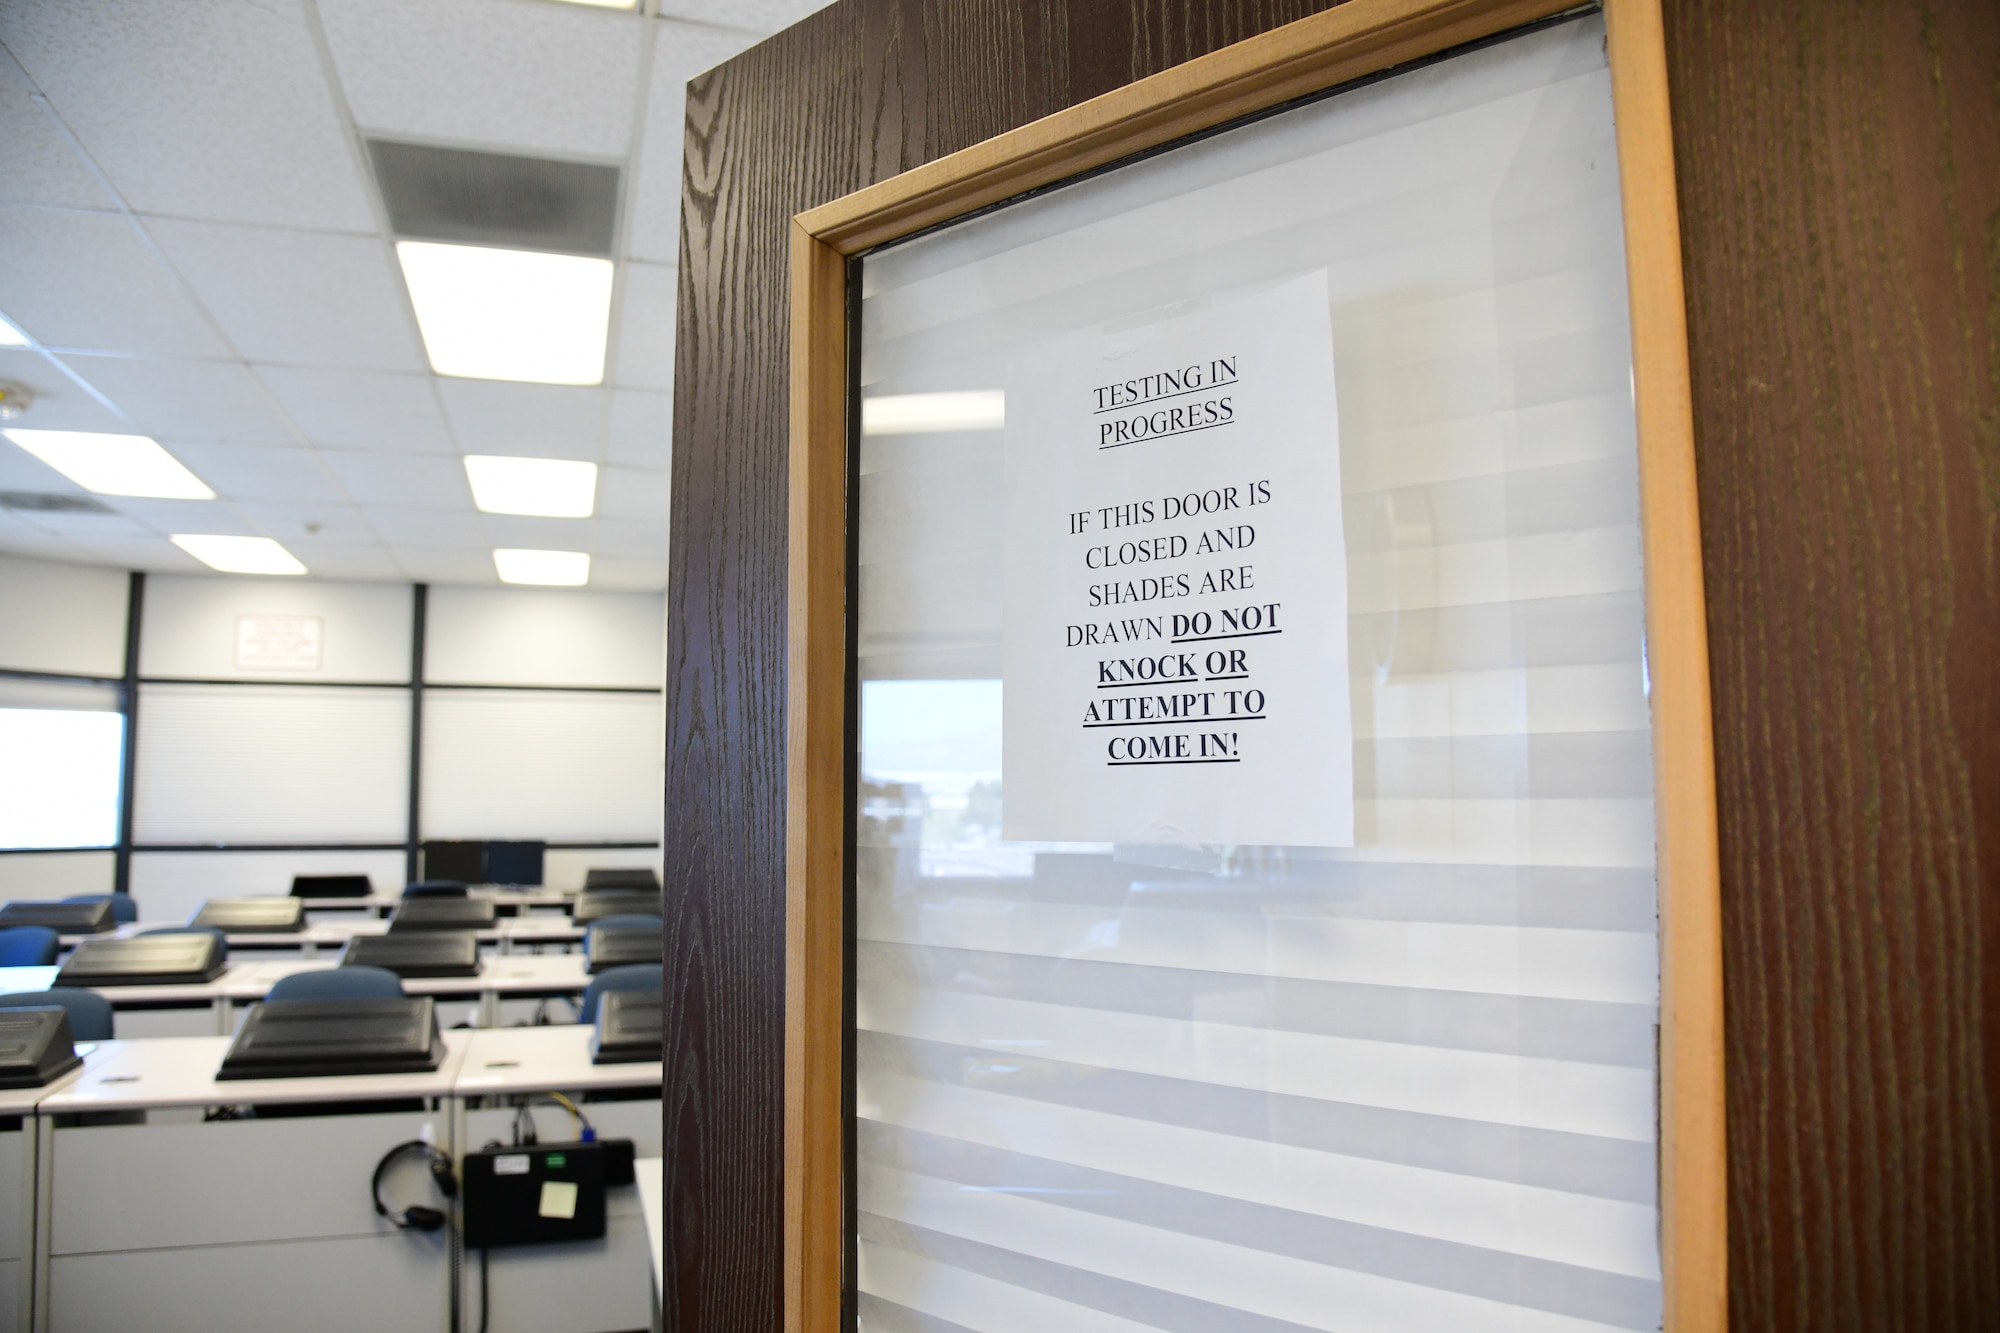 TESTING IN
PROGRESS
IF THIS DOOR IS
CLOSED AND
SHADES ARE
DRAWN DO NOT
KNOCK OR
ATTEMPT TO
COME IN!